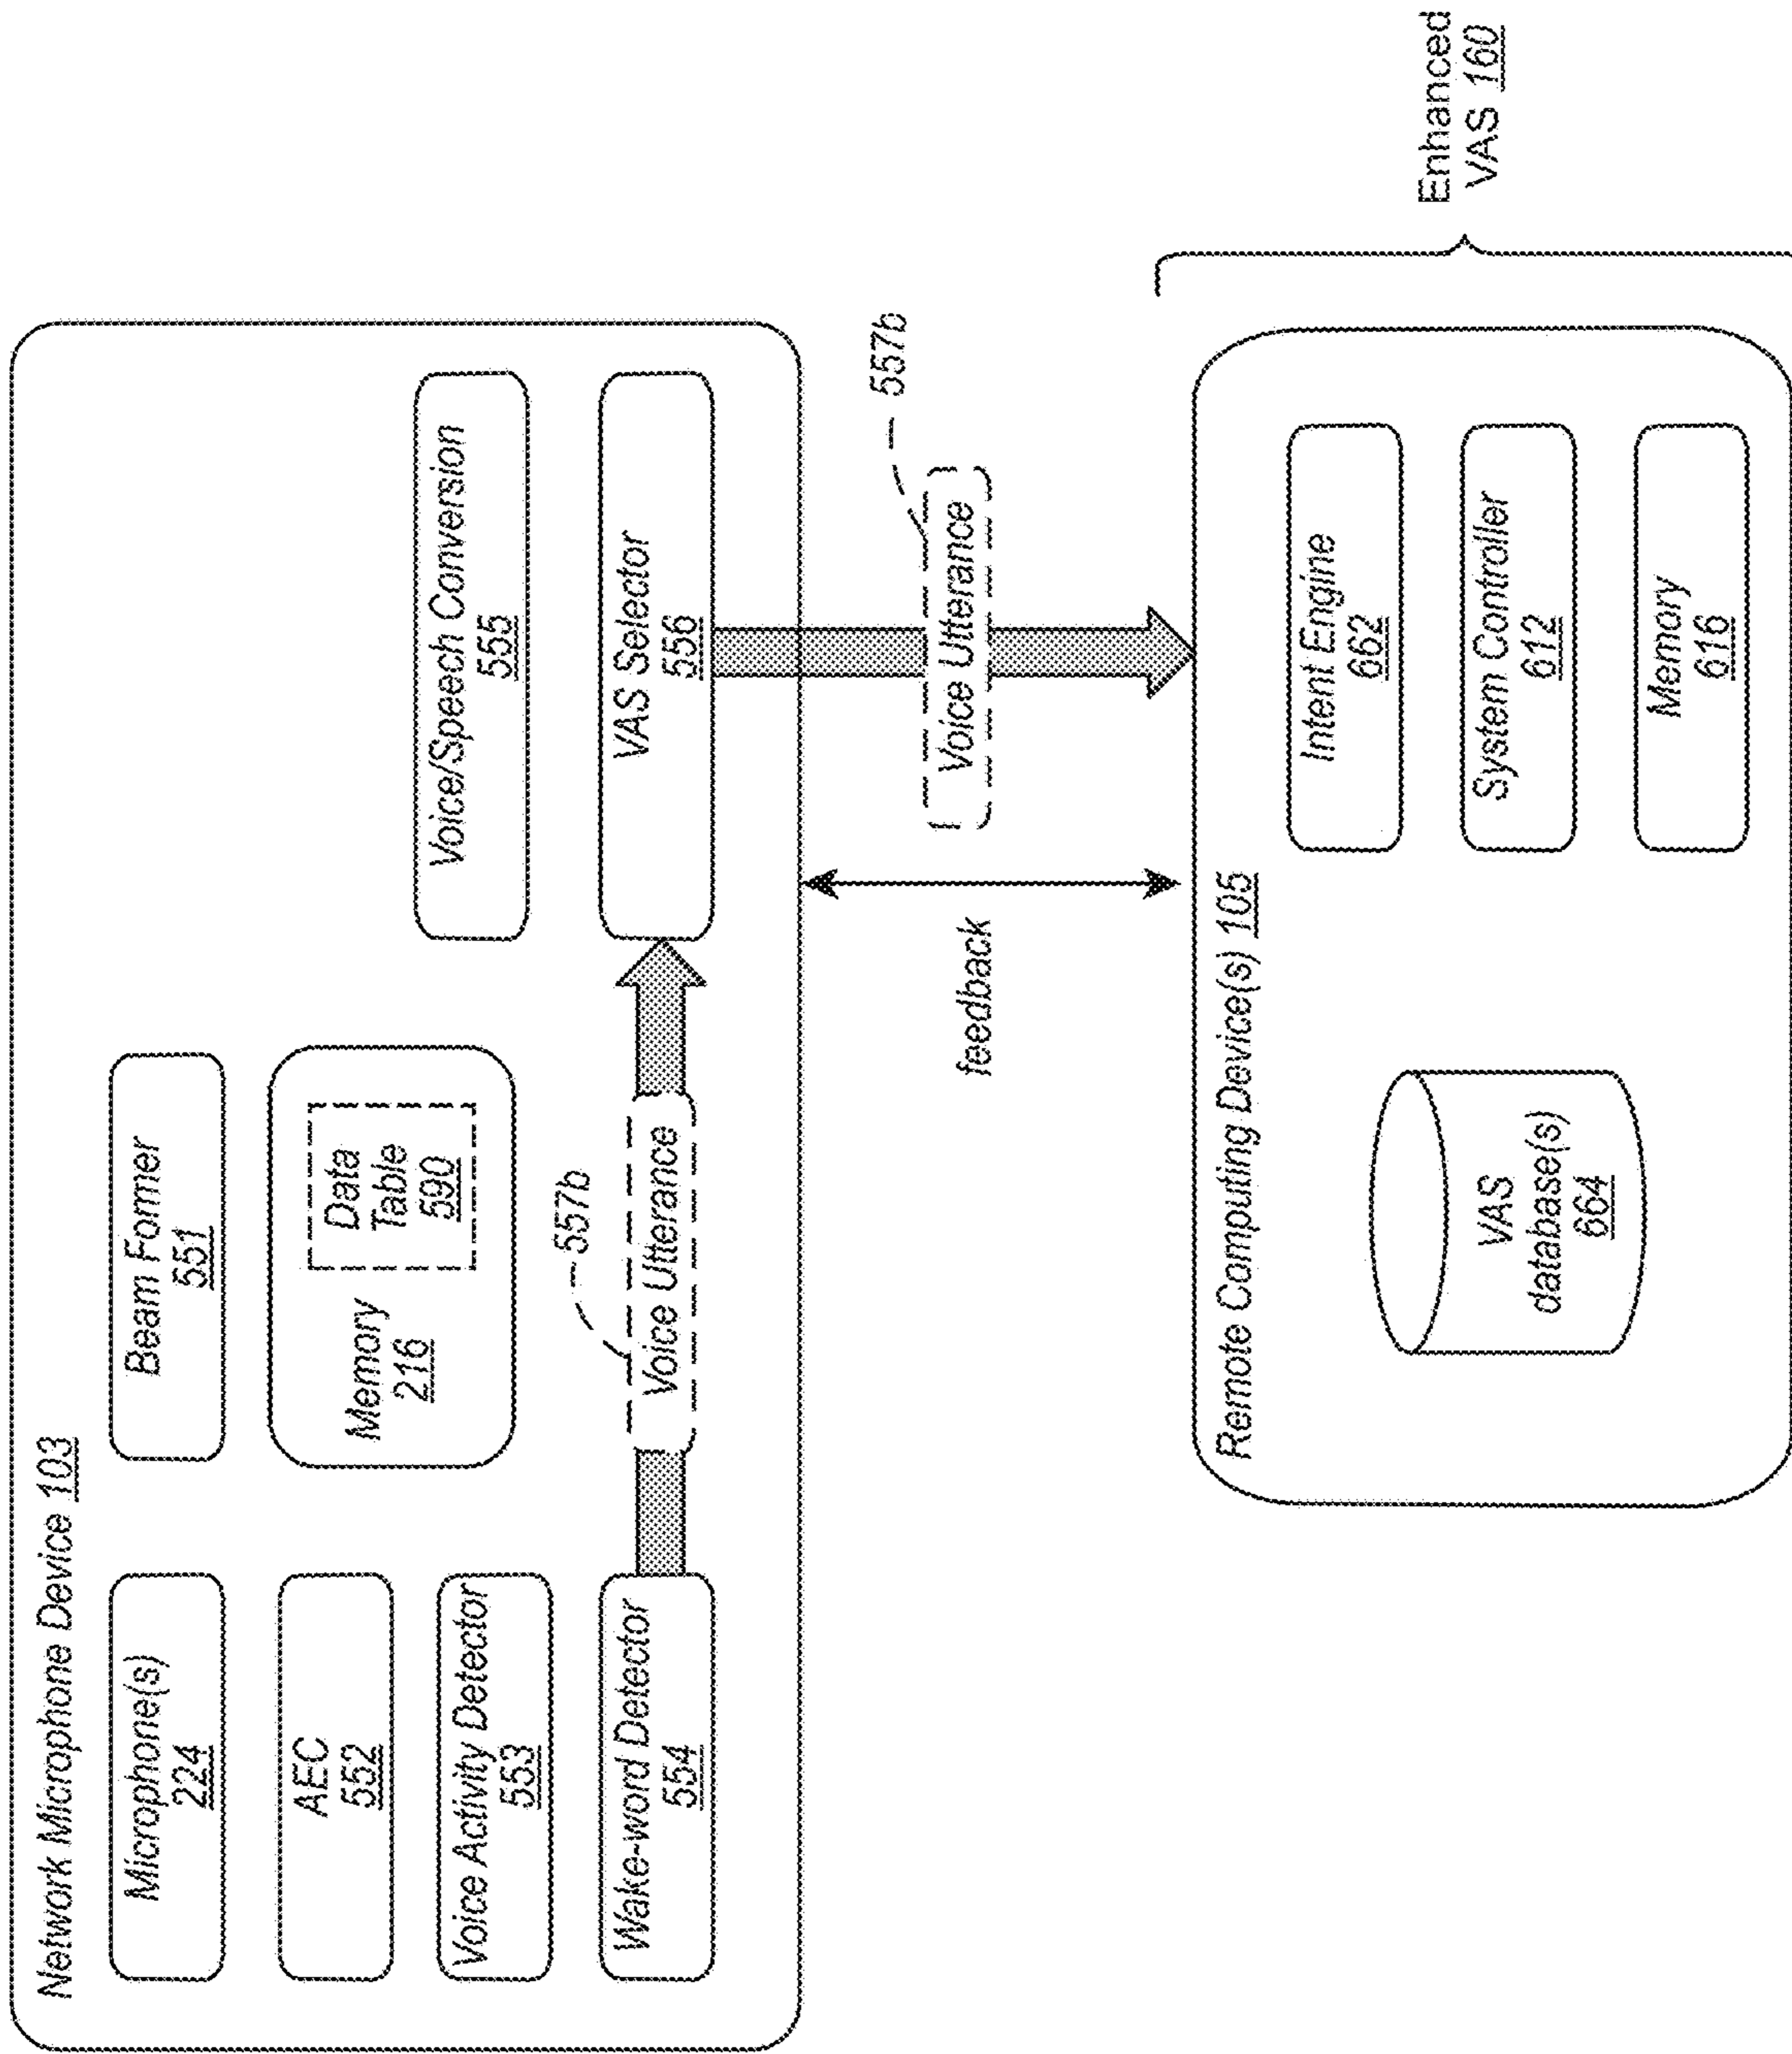 Network Microphone Device 103
Microphone(s)
224
Beam Former
551
AEC
552
Memory
216
Data
Table
590
Voice Activity Detector
553
Voice/Speech Conversion
555
557b
Wake-word Detector
554
Voice Utterance
VAS Selector
556
feedback
Voice Utterance
557b
Remote Computing Device(s) 105
VAS
database(s)
664
Intent Engine
662
System Controller
612
Memory
616
Enhanced
VAS 160